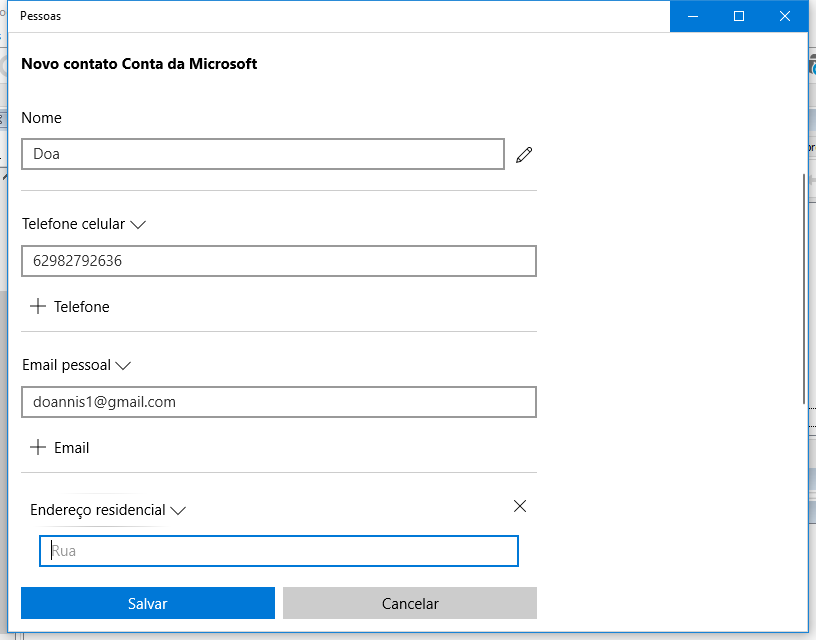 Pessoas
Novo contato Conta da Microsoft
Nome
Doa
Telefone celular
62982792636
Telefone
Email pessoal
doannis1@gmail.com
Email
Endereço residencial
Rua
Salvar
Cancelar